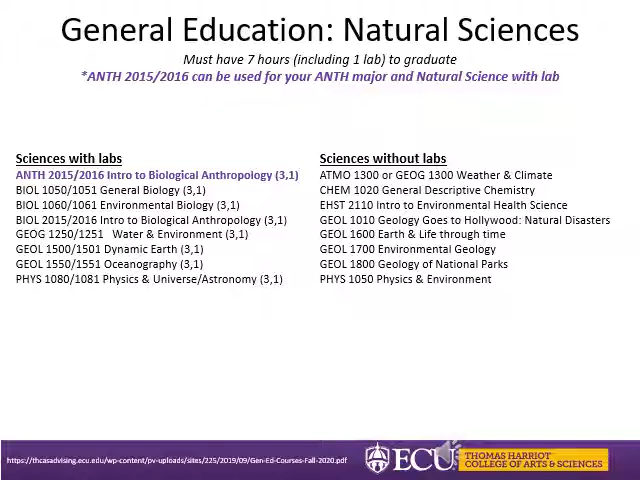 General Education: Natural Sciences
Must have 7 hours (including 1 lab) to graduate
*ANTH 2015/2016 can be used for your ANTH major and Natural Science with lab
Sciences with labs
ANTH 2015/2016 Intro to Biological Anthropology (3,1)
BIOL 1050/1051 General Biology (3,1)
BIOL 1060/1061 Environmental Biology (3,1)
BIOL 2015/2016 Intro to Biological Anthropology (3,1)
GEOG 1250/1251 Water & Environment (3,1)
GEOL 1500/1501 Dynamic Earth (3,1)
GEOL 1550/1551 Oceanography (3,1)
PHYS 1080/1081 Physics & Universe/Astronomy (3,1)
Sciences without labs
ATMO 1300 or GEOG 1300 Weather & Climate
CHEM 1020 General Descriptive Chemistry
EHST 2110 Intro to Environmental Health Science
GEOL 1010 Geology Goes to Hollywood: Natural Disasters
GEOL 1600 Earth & Life through time
GEOL 1700 Environmental Geology
GEOL 1800 Geology of National Parks
PHYS 1050 Physics & Environment
https://thcasadvising.ecu.edu/wp-content/pv-uploads/sites/225/2019/09/Gen-Ed-Courses-Fall-2020.pdf
ECU
THOMAS HARRIOT
COLLEGE OF ARTS & SCIENCES